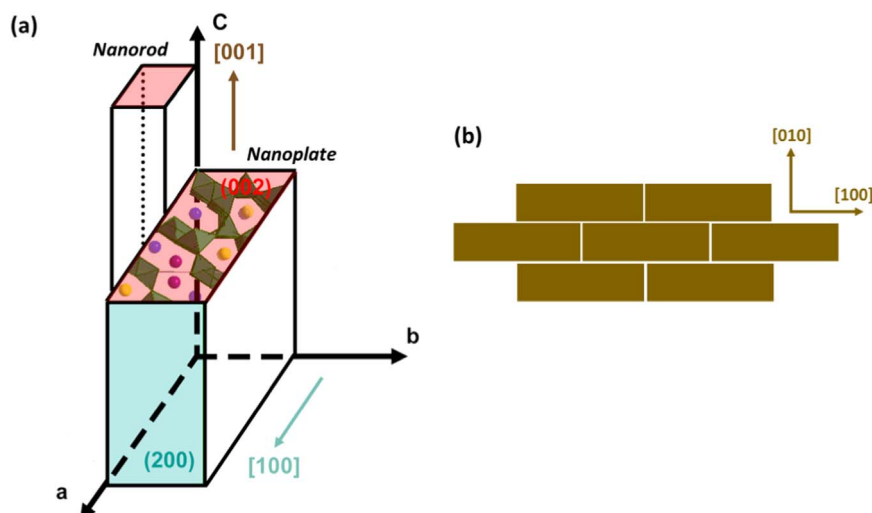 (a)
C
[001]
Nanorod
Nanoplate
(002)
b
(200)
[100]
a
(b)
[010]
[100]